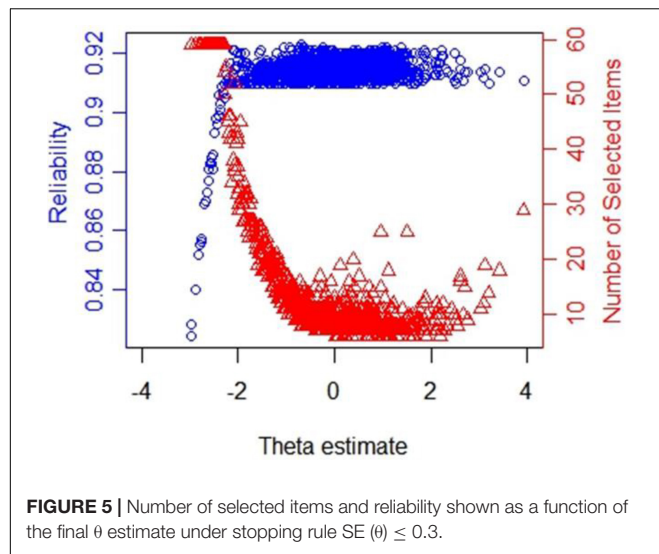 0.92
0.9
0.88
0.86
0.84
Reliability
60
50
40
30
20
10
Number of Selected Items
-4 -2 0 2 4
Theta estimate
FIGURE 5 | Number of selected items and reliability shown as a function of
the final θ estimate under stopping rule SE (θ) ≤ 0.3.